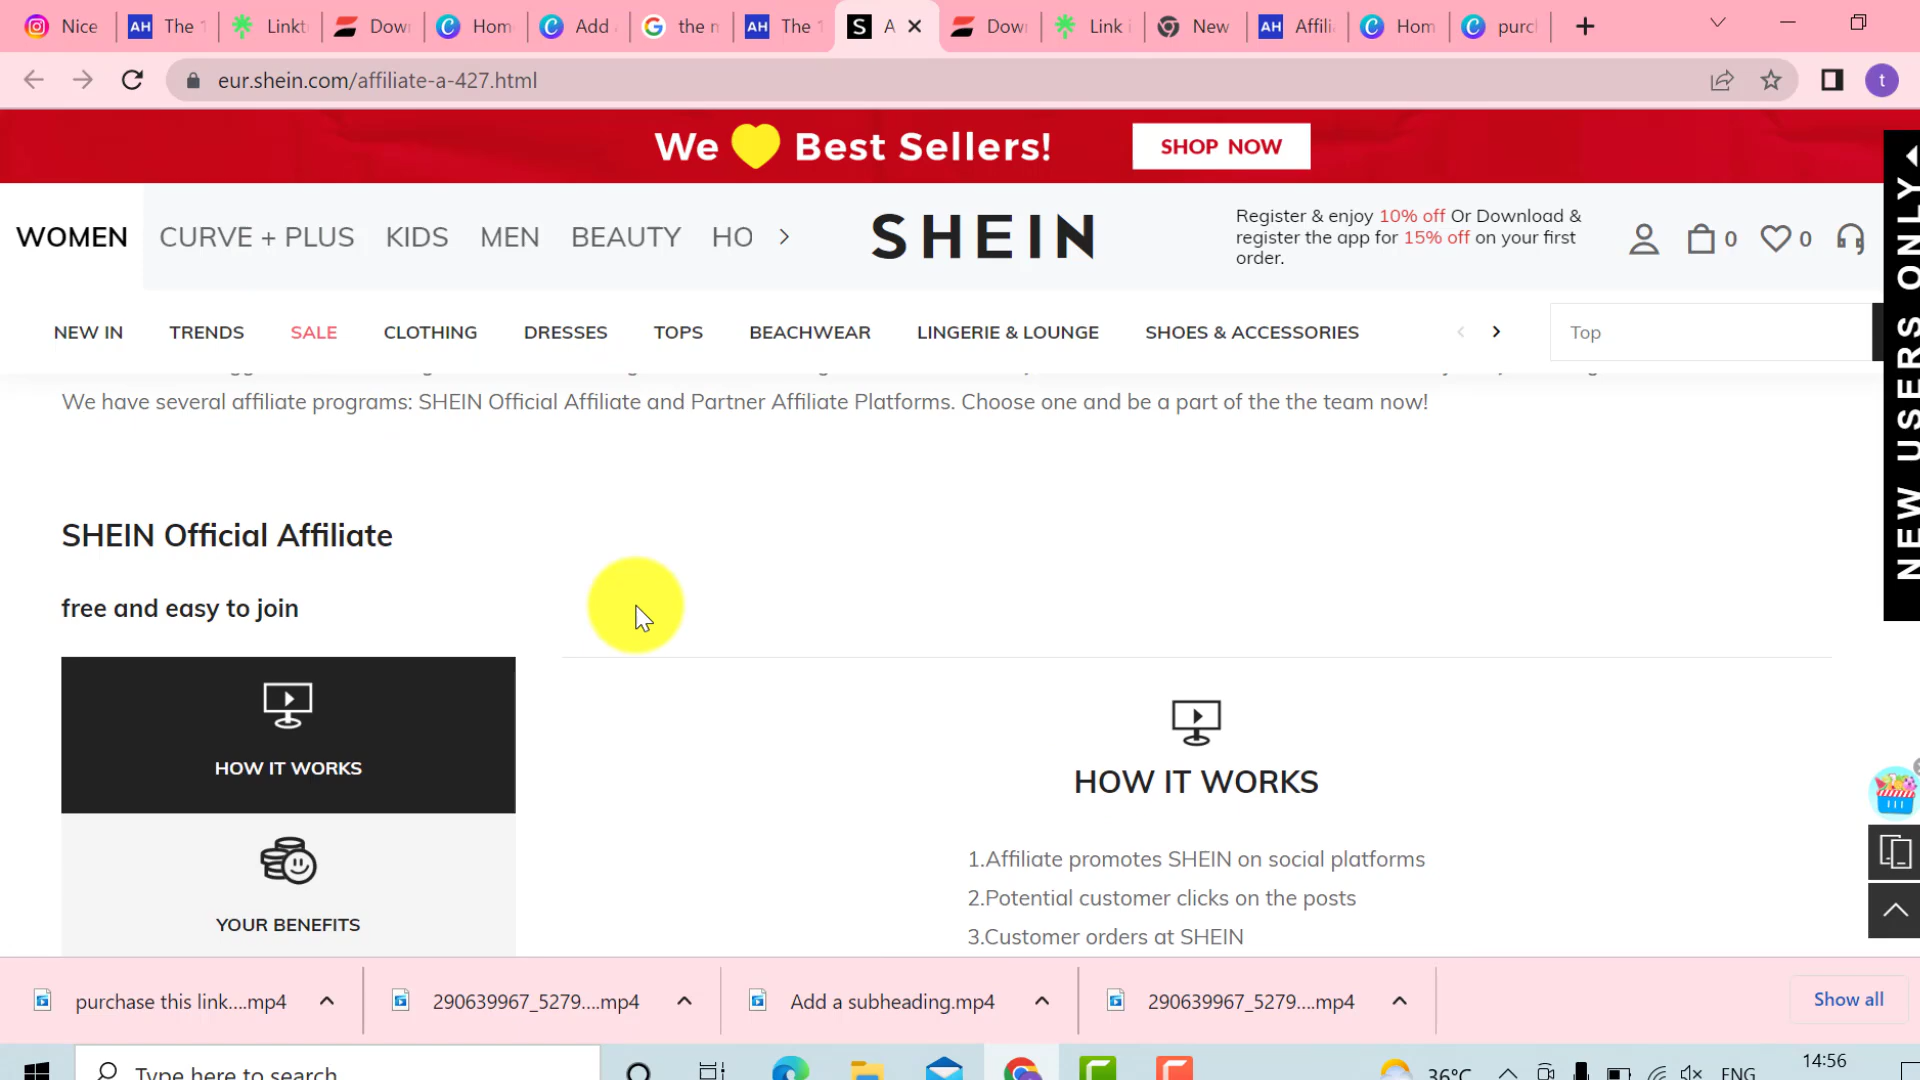 Nice
AH The 1
Linkt
Dow
Hom
Add
the n
AH The 1
S A
Dow
Link i
New
AH Affili
Hom
purc
eur.shein.com/affiliate-a-427.html
t
We Best Sellers!
SHOP NOW
WOMEN CURVE + PLUS KIDS MEN BEAUTY HO
SHEIN
Register & enjoy 10% off Or Download &
register the app for 15% off on your first
order.
0
0
NEW IN TRENDS SALE CLOTHING DRESSES TOPS BEACHWEAR LINGERIE & LOUNGE SHOES & ACCESSORIES
Top
NEW USERS ONLY
We have several affiliate programs: SHEIN Official Affiliate and Partner Affiliate Platforms. Choose one and be a part of the the team now!
SHEIN Official Affiliate
free and easy to join
HOW IT WORKS
YOUR BENEFITS
HOW IT WORKS
1.Affiliate promotes SHEIN on social platforms
2.Potential customer clicks on the posts
3.Customer orders at SHEIN
purchase this link....mp4
290639967_5279....mp4
Add a subheading.mp4
290639967_5279....mp4
Show all
Type here to search
36°C
ENG
14:56